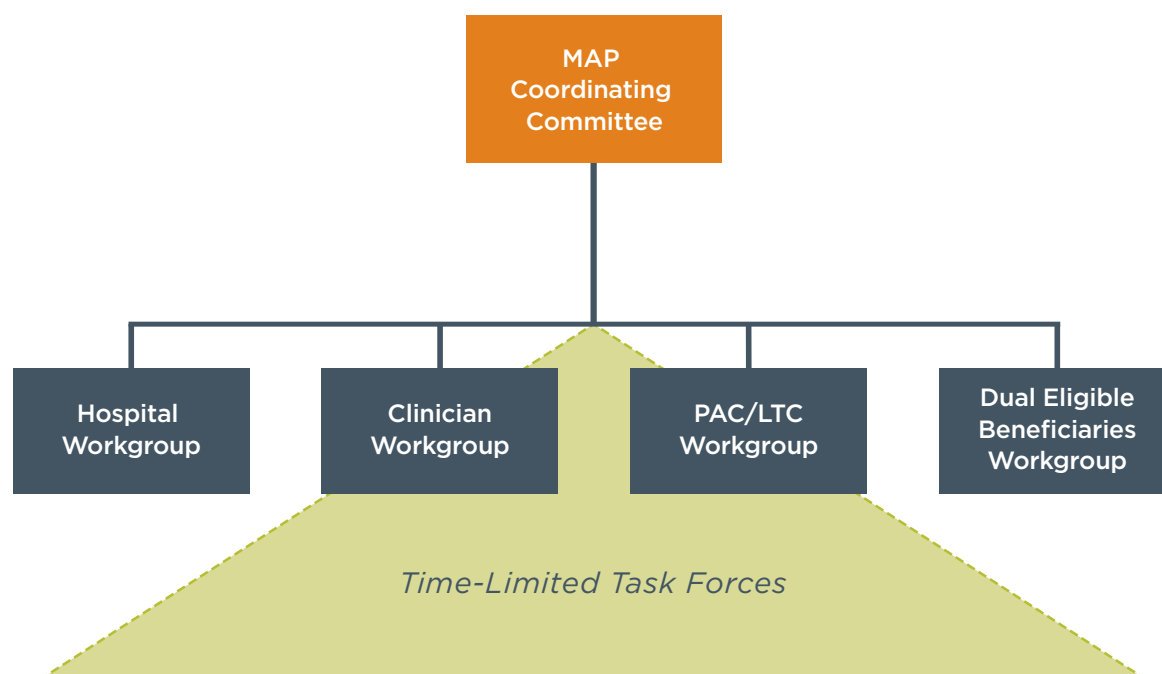 MAP
Coordinating
Committee
Hospital
Workgroup
Clinician
Workgroup
PAC/LTC
Workgroup
Dual Eligible
Beneficiaries
Workgroup
Time-Limited Task Forces